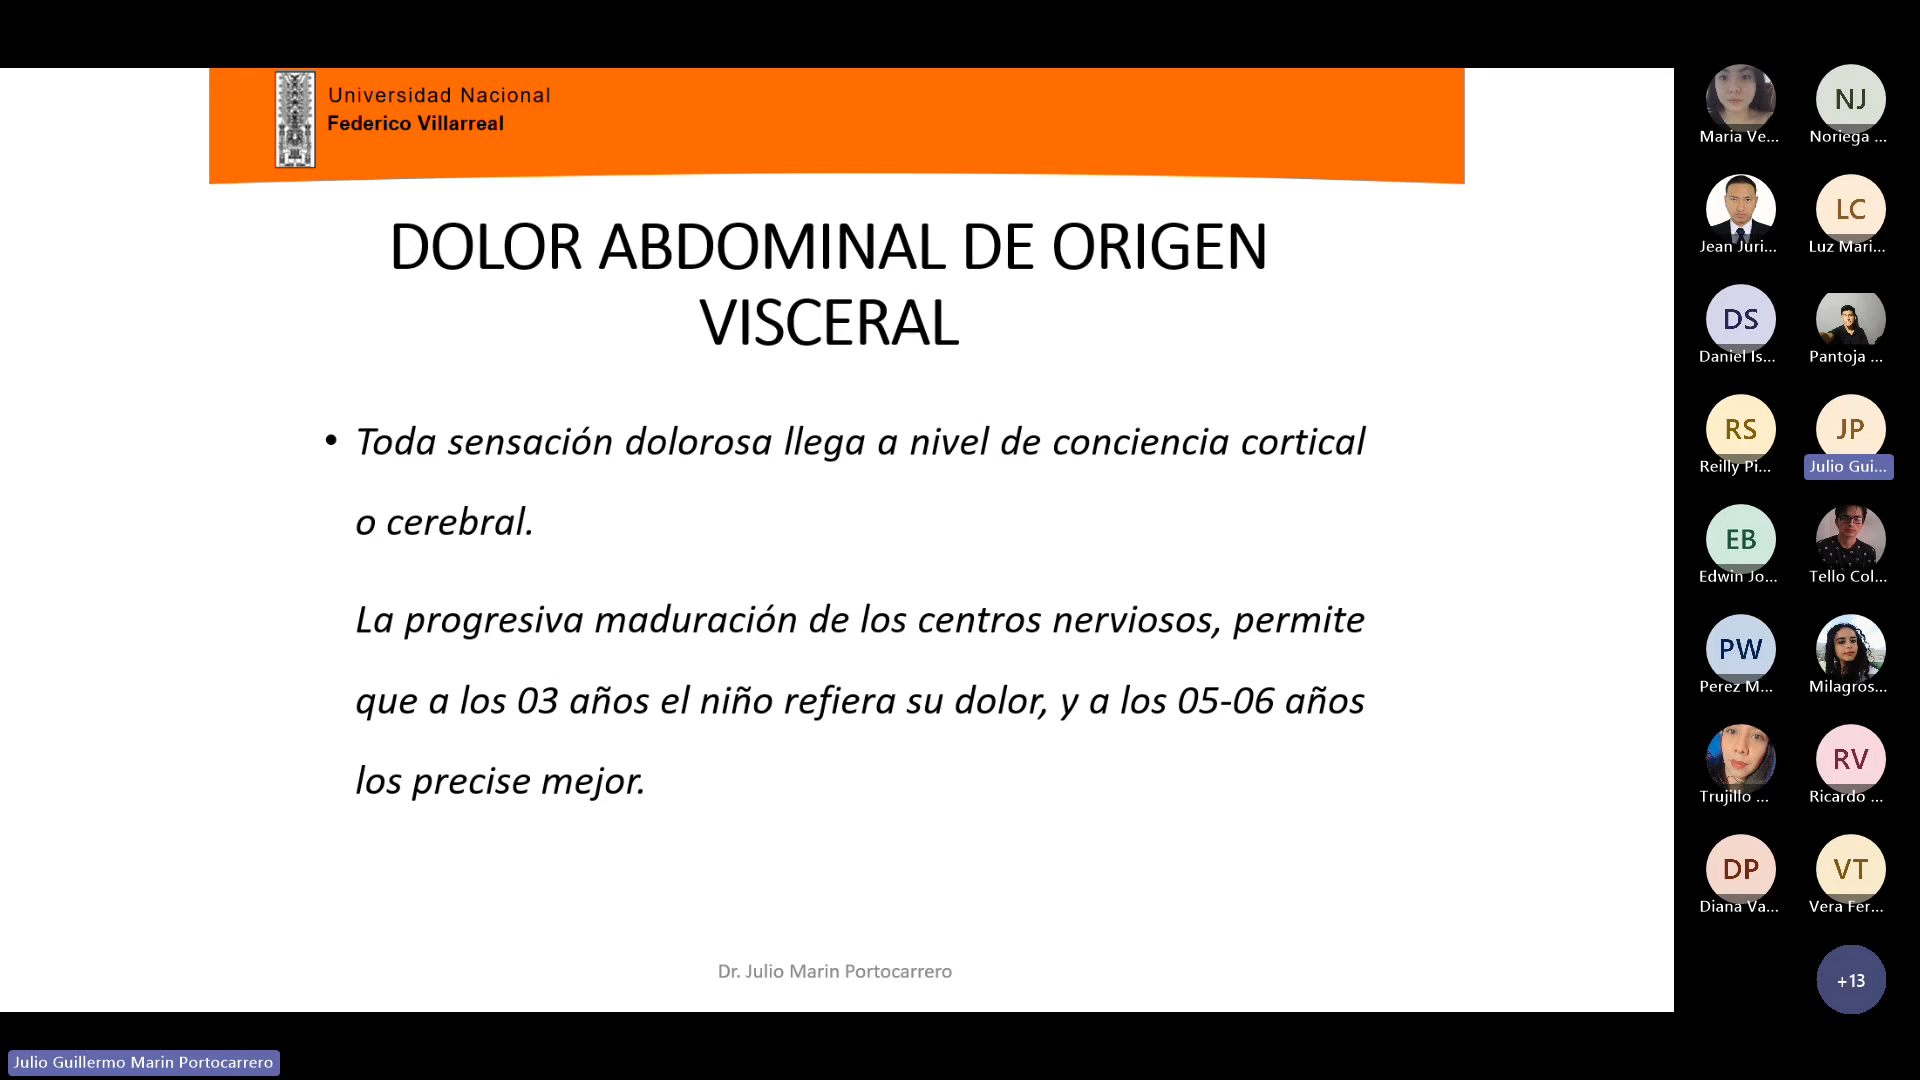 Universidad Nacional
Federico Villarreal
DOLOR ABDOMINAL DE ORIGEN
VISCERAL
• Toda sensación dolorosa llega a nivel de conciencia cortical
o cerebral.
La progresiva maduración de los centros nerviosos, permite
que a los 03 años el niño refiera su dolor, y a los 05-06 años
los precise mejor.
Dr. Julio Marin Portocarrero
Maria Ve...
NJ
Noriega ...
Jean Juri...
LC
Luz Mari...
DS
Daniel Is...
Pantoja ...
RS
Reilly Pi...
JP
Julio Gui...
EB
Edwin Jo...
Tello Col...
PW
Perez M...
Milagros...
Trujillo ...
RV
Ricardo ...
DP
Diana Va...
VT
Vera Fer...
+13
Julio Guillermo Marin Portocarrero